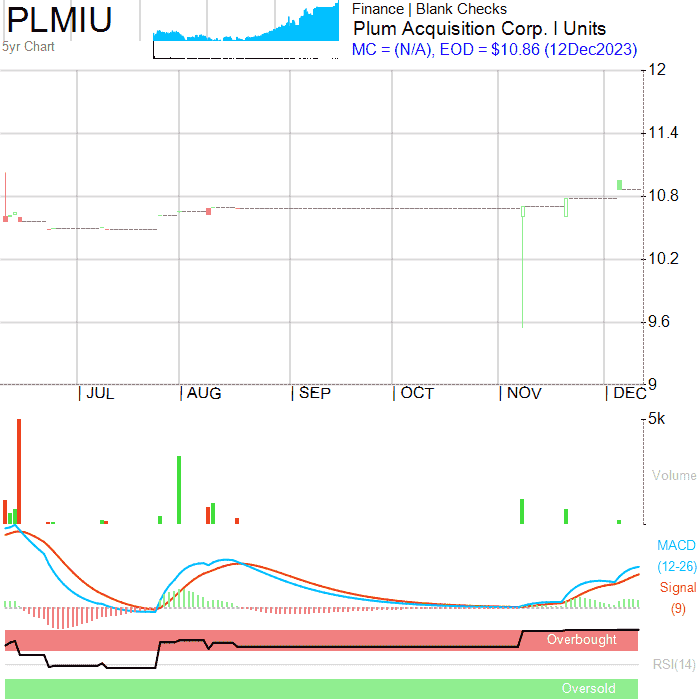 PLMIU
Finance | Blank Checks
Plum Acquisition Corp. I Units
5yr Chart
MC = (N/A), EOD = $10.86 (12Dec2023)
12
11.4
10.8
10.2
9.6
9
| JUL | AUG | SEP | OCT | NOV | DEC
5k
Volume
MACD
(12-26)
Signal
(9)
Overbought
RSI(14)
Oversold